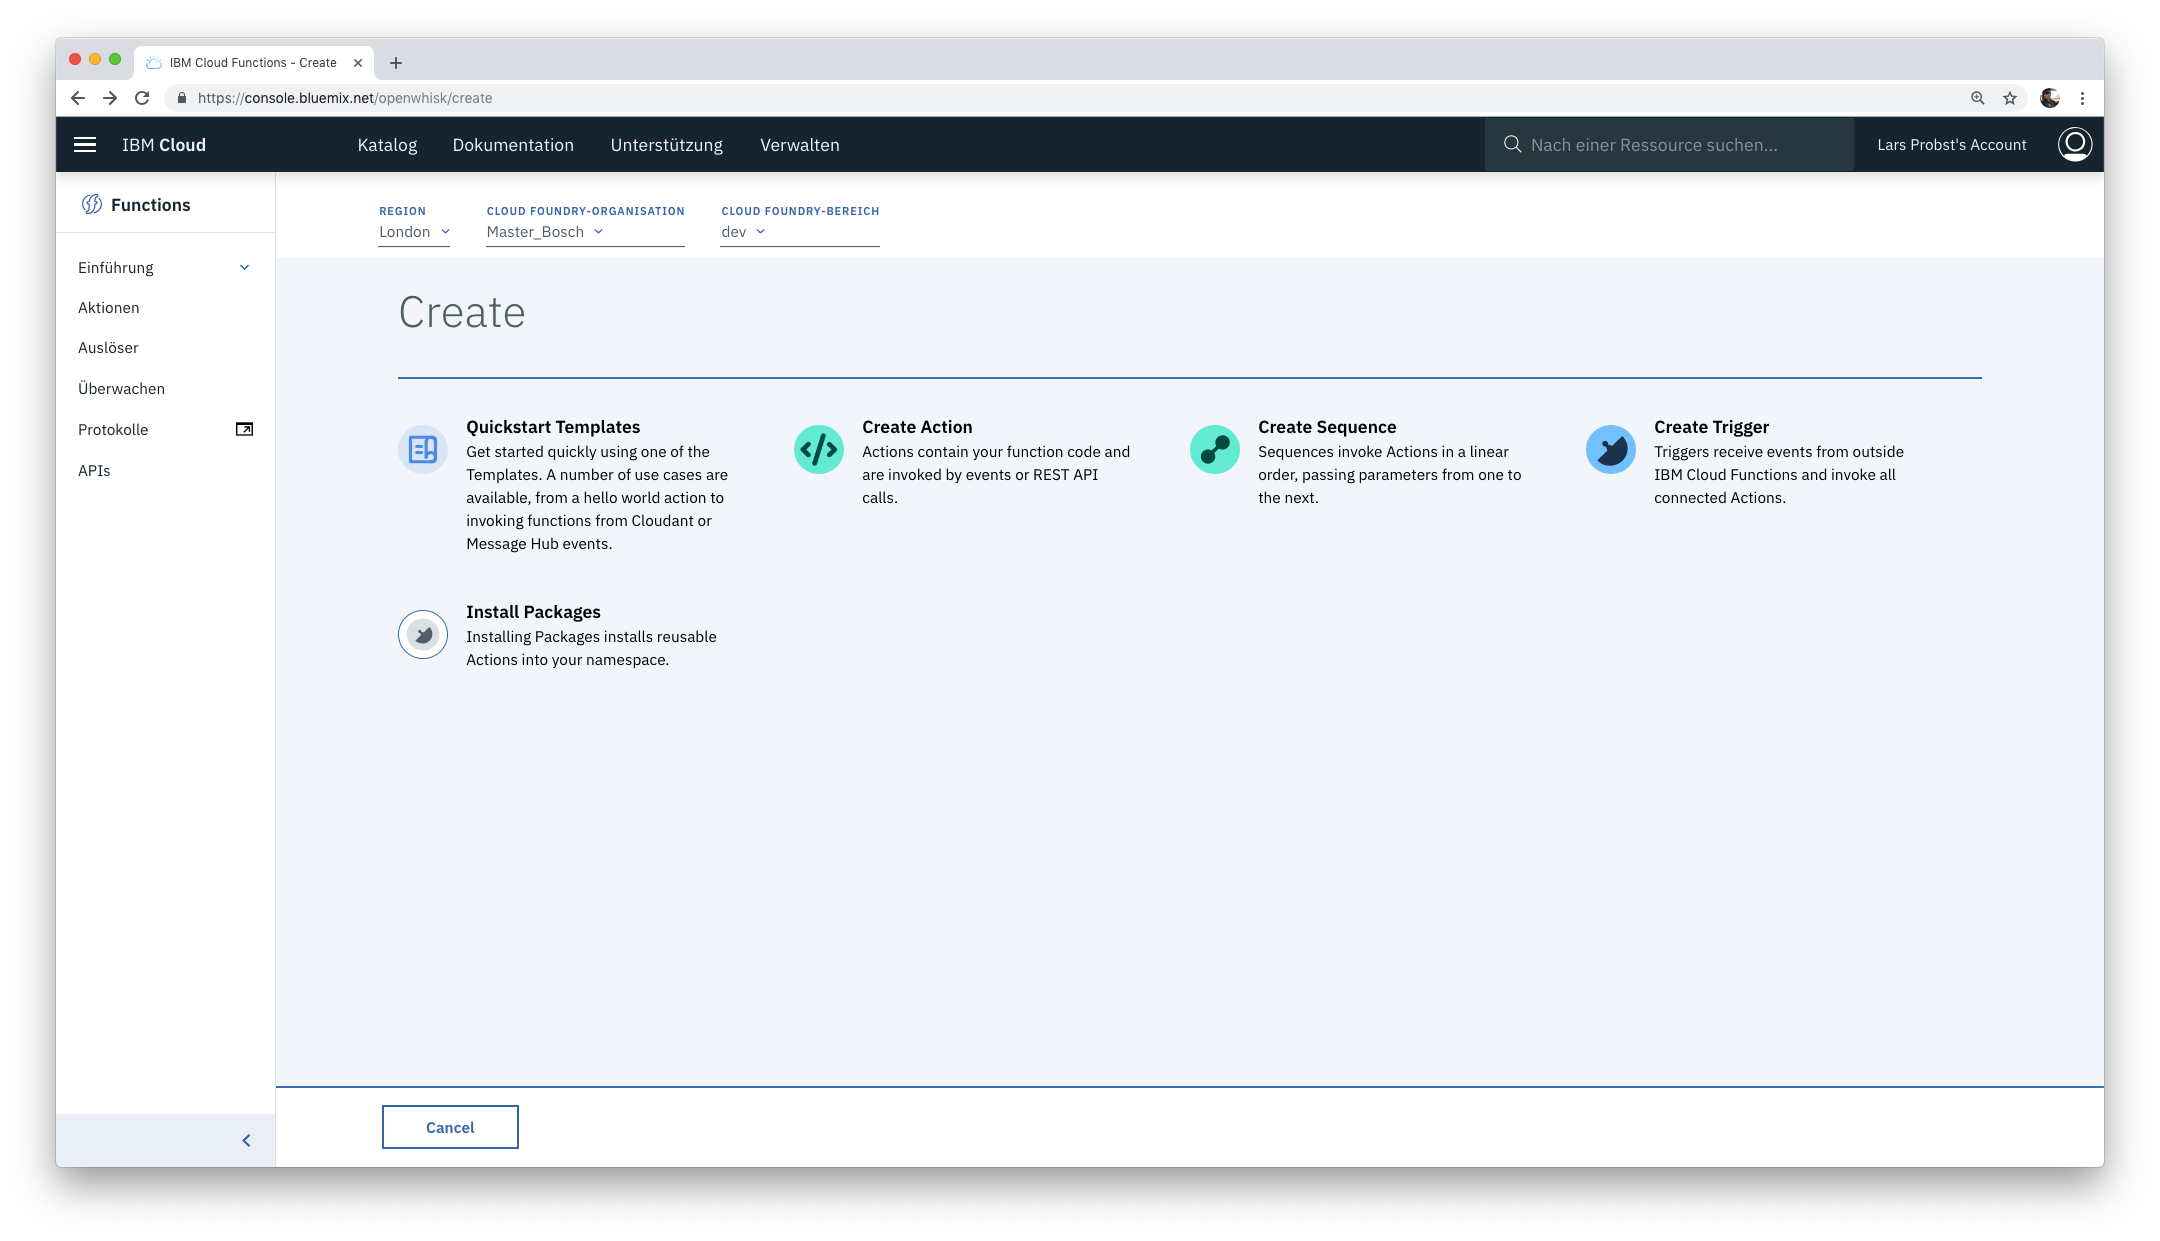 IBM Cloud Functions - Create
https://console.bluemix.net/openwhisk/create
IBM Cloud
Katalog
Dokumentation
Unterstützung
Verwalten
Nach einer Ressource suchen...
Lars Probst's Account
Functions
Einführung
Aktionen
Auslöser
Überwachen
Protokolle
APIs
REGION
London
CLOUD FOUNDRY-ORGANISATION
Master_Bosch
CLOUD FOUNDRY-BEREICH
dev
Create
Quickstart Templates
Get started quickly using one of the
Templates. A number of use cases are
available, from a hello world action to
invoking functions from Cloudant or
Message Hub events.
Create Action
Actions contain your function code and
are invoked by events or REST API
calls.
Create Sequence
Sequences invoke Actions in a linear
order, passing parameters from one to
the next.
Create Trigger
Triggers receive events from outside
IBM Cloud Functions and invoke all
connected Actions.
Install Packages
Installing Packages installs reusable
Actions into your namespace.
Cancel